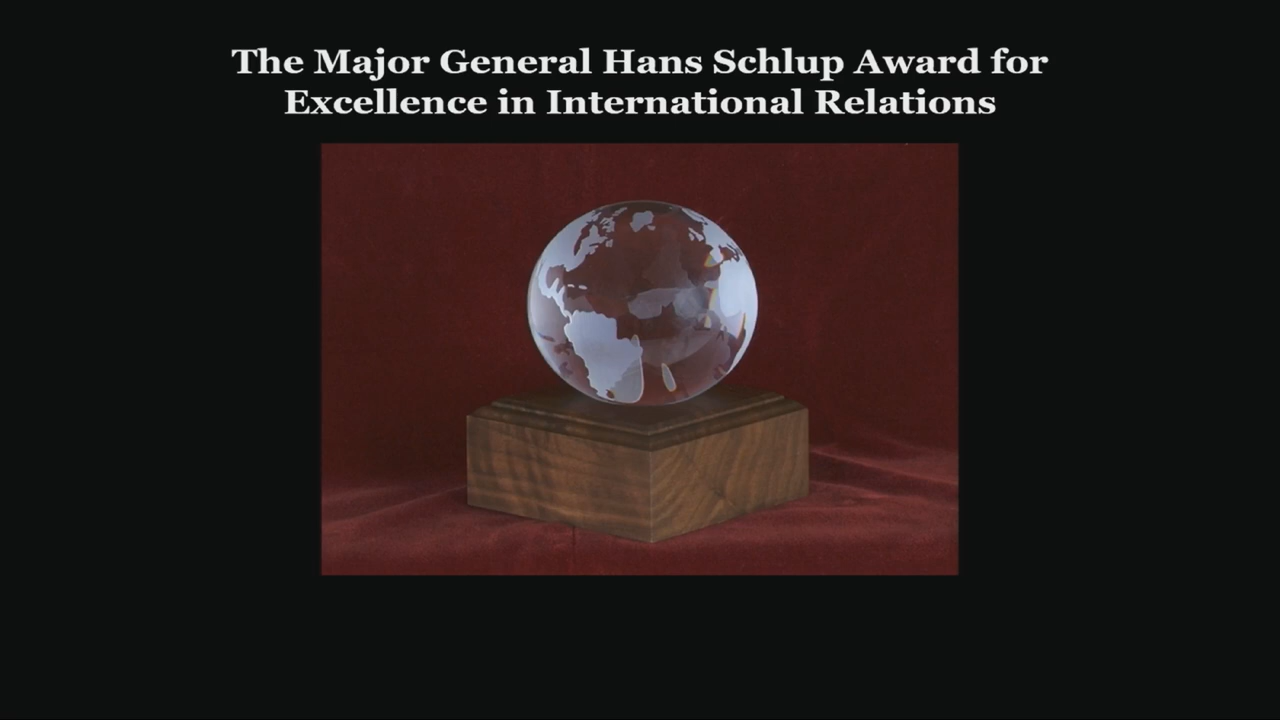 The Major General Hans Schlup Award for
Excellence in International Relations